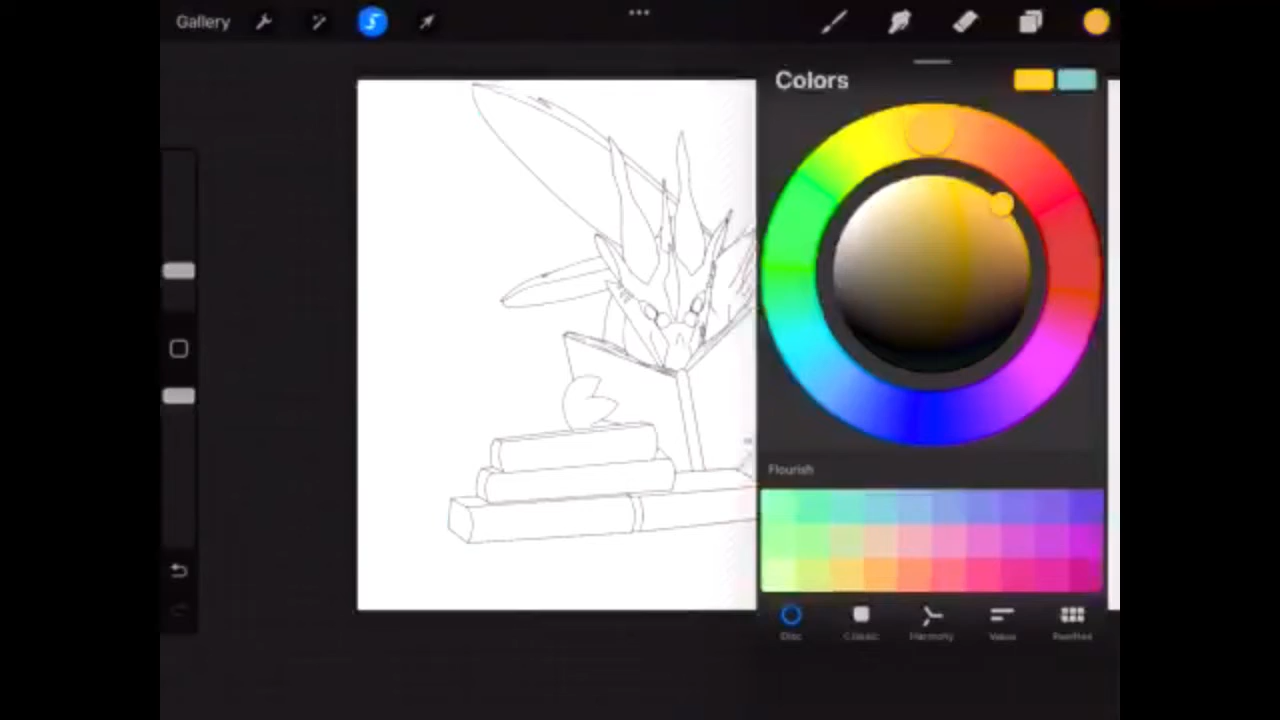 Gallery
Colors
Flourish
Disc
Classic
Harmony
Value
Palettes